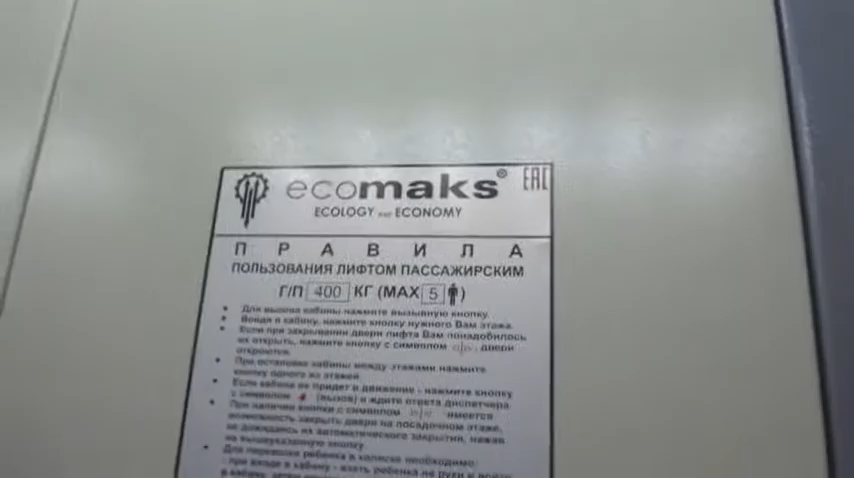 ecomaks® EAC
ECOLOGY AND ECONOMY
П Р А В И Л А
ПОЛЬЗОВАНИЯ ЛИФТОМ ПАССАЖИРСКИМ
Г/П 400 КГ (MAX 5 )
• Для вызова кабины нажмите вызывную кнопку.
• Войдя в кабину, нажмите кнопку нужного Вам этажа.
• Если при закрывании двери лифта Вам понадобилось
их открыть, нажмите кнопку с символом двери
откроются.
• При остановке кабины между этажами нажмите
кнопку одного из этажей.
• Если кабина не придет в движение - нажмите кнопку
с символом (вызов) и ждите ответа диспетчера
• При наличии кнопки с символом имеется
возможность закрыть двери на посадочном этаже,
не дожидаясь их автоматического закрытия, нажав
на вышеуказанную кнопку.
• Для перевозки ребенка в коляске необходимо:
- при входе в кабину - взять ребенка на руки и
в кабину, затем